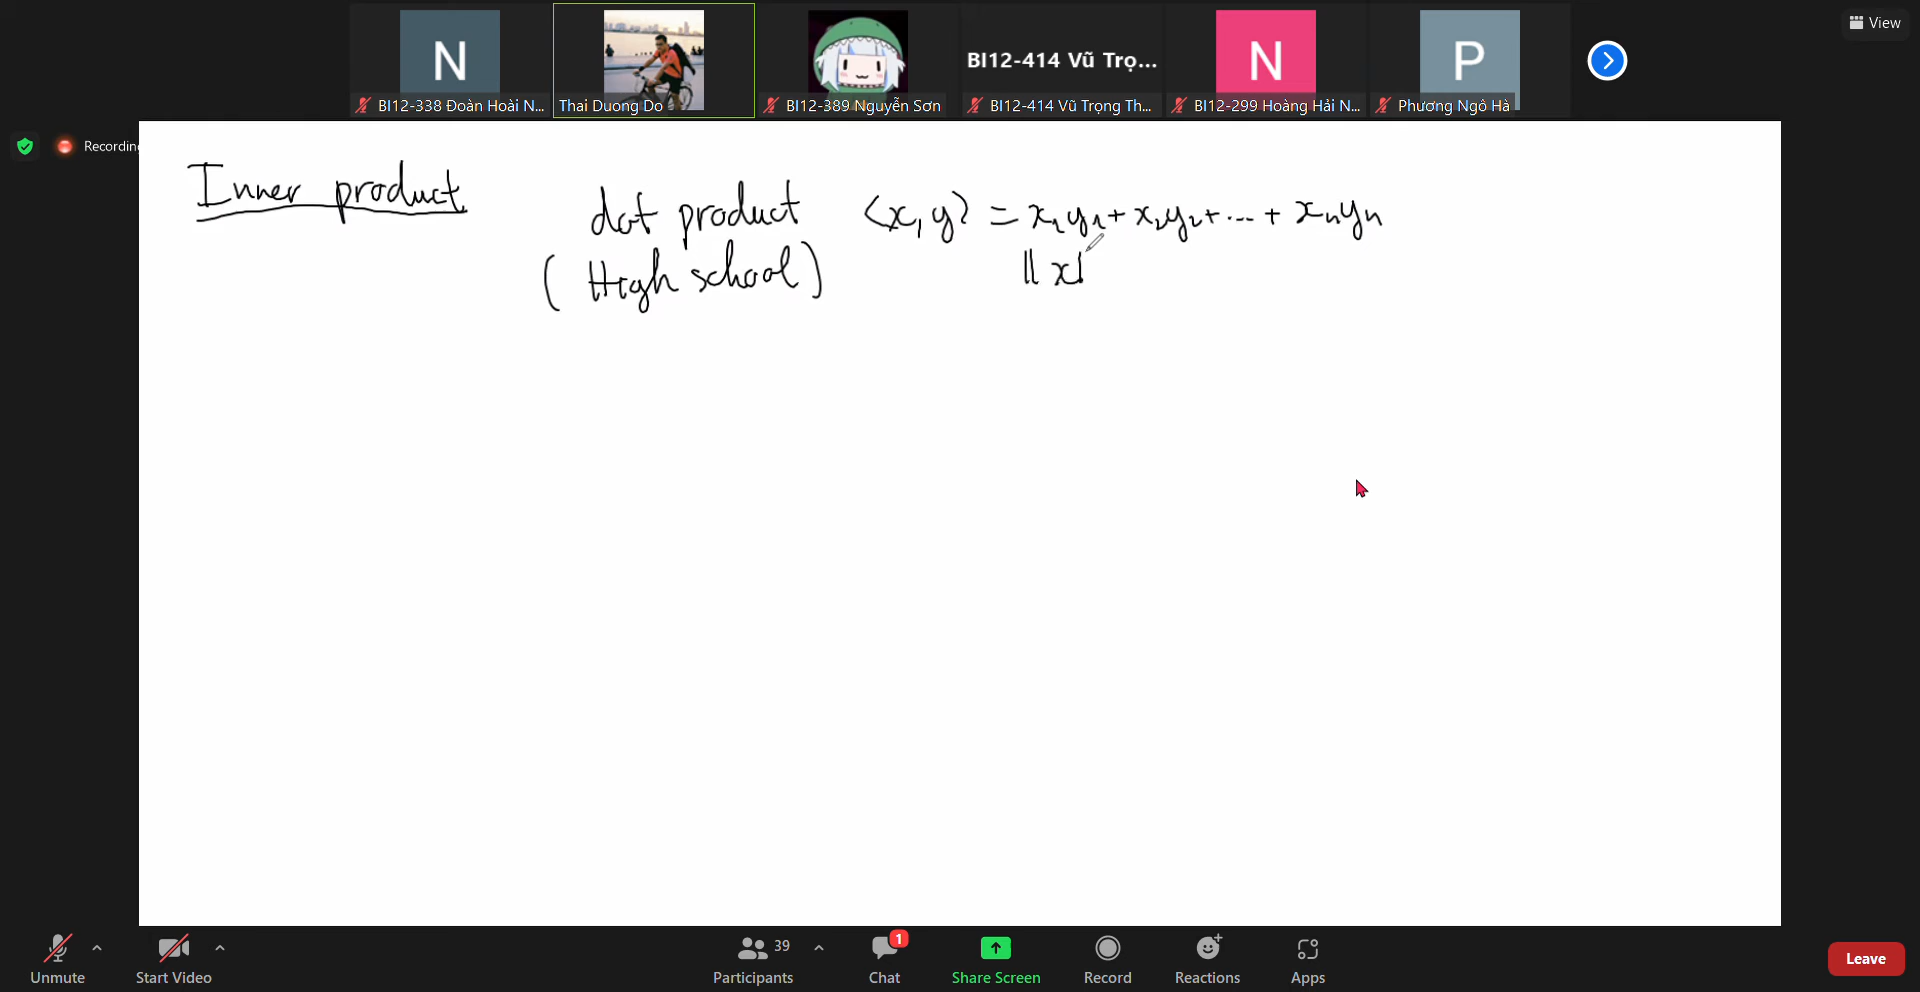 View
N
BI12-338 Đoàn Hoài N...
Thai Duong Do
BI12-389 Nguyễn Sơn
BI12-414 Vũ Trọ...
BI12-414 Vũ Trọng Th...
N
BI12-299 Hoàng Hải N...
P
Phương Ngô Hà
Recording
Inner product
dot product <x, y> = x₁y₁ + x₂y₂ + ... + xₙyₙ
(High school) ||x|
Unmute
Start Video
Participants
39
Chat
1
Share Screen
Record
Reactions
Apps
Leave